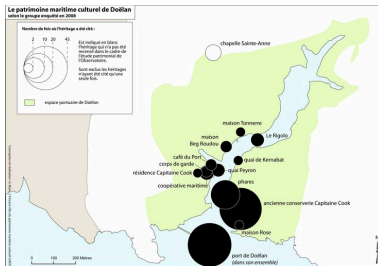 Le patrimoine maritime culturel de Doëlan
selon le groupe enquêté en 2008
Nombre de fois où l'héritage a été cité :
2 10 20 45
Est indiqué en blanc
l'héritage qui n'a pas été
recensé dans le cadre de
l'étude patrimonial de
l'Observatoire.
Sont exclus les héritages
n'ayant été cité qu'une
seule fois.
espace portuaire de Doëlan
chapelle Sainte-Anne
maison Tonnerre
maison
Beg Roudou
Le Rigolo
café du Port
corps de garde
quai de Kernabat
résidence Capitaine Cook
quai Peyron
coopérative maritime
phares
ancienne conserverie Capitaine Cook
maison Rose
port de Doëlan
(dans son ensemble)
0 100 200 Mètres